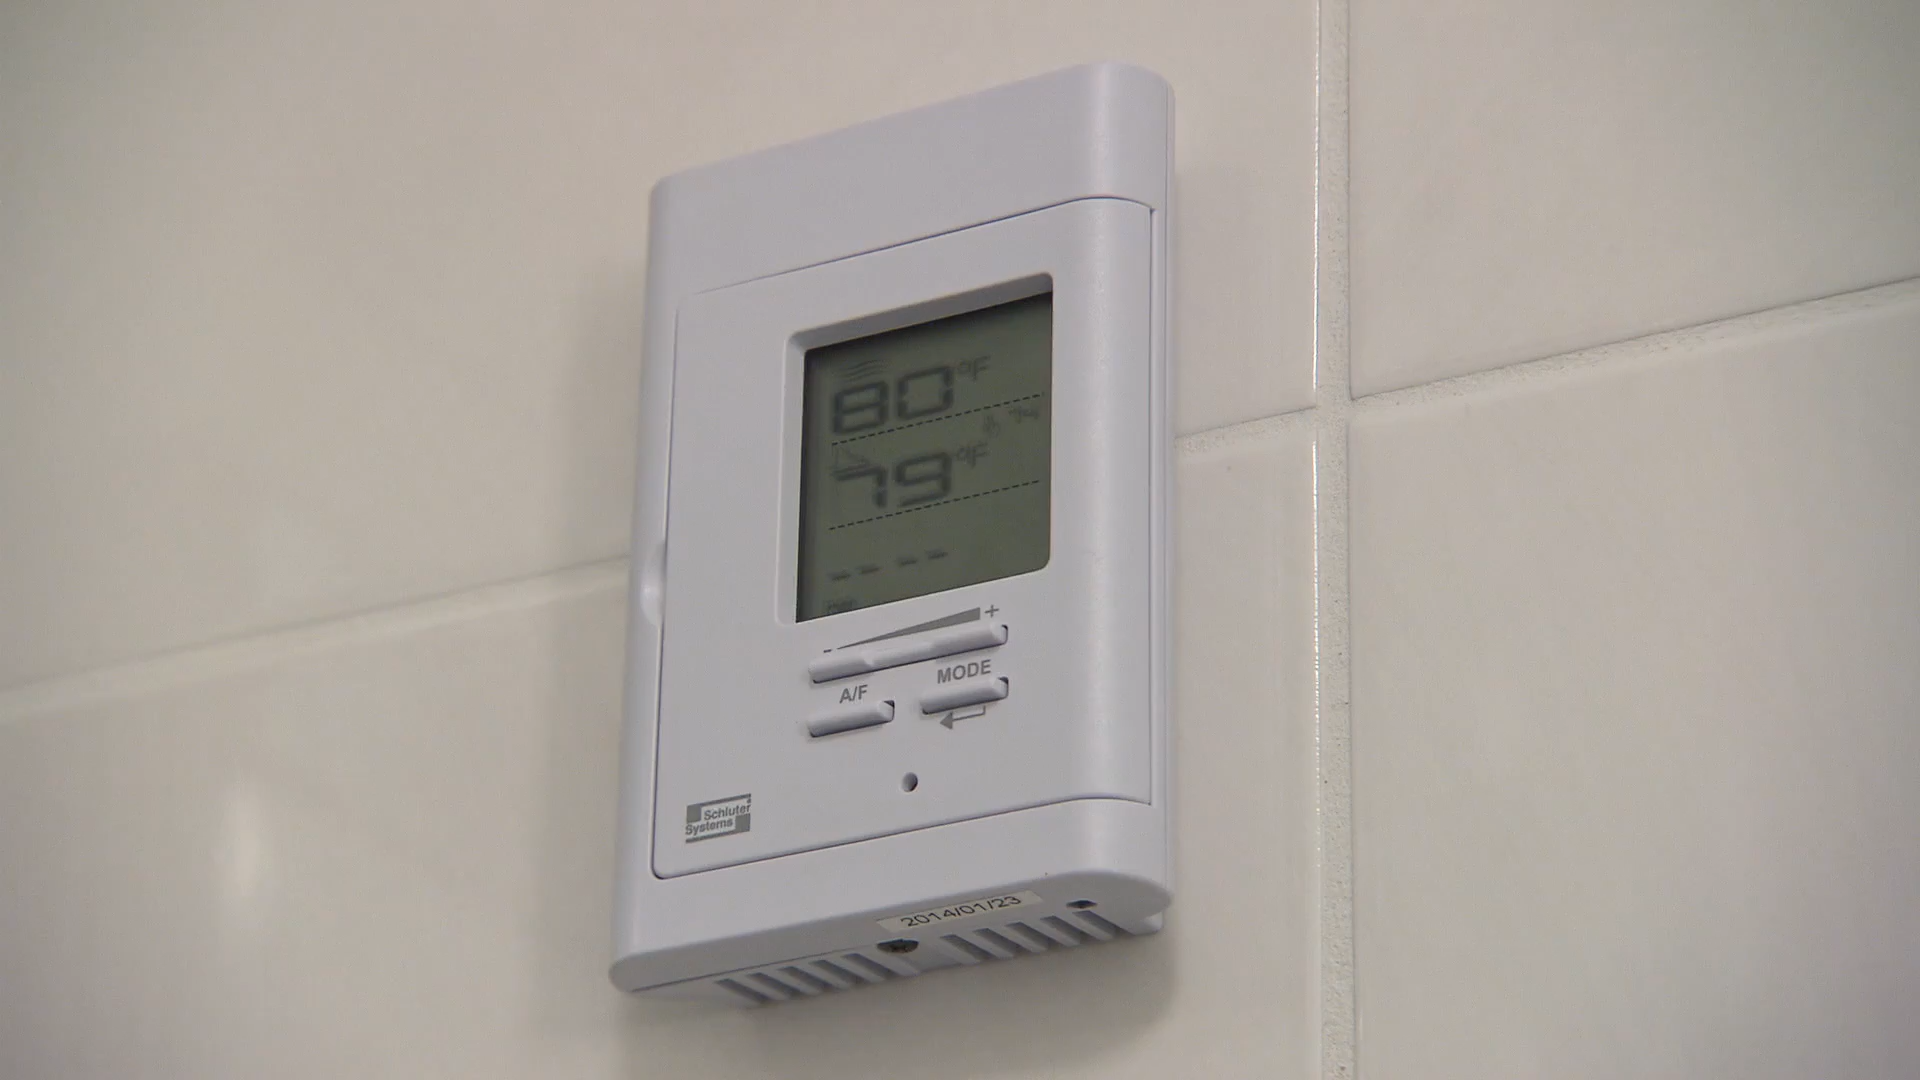 80°F
79°F
-- --
- +
MODE
A/F
Schluter
Systems
2014/01/23